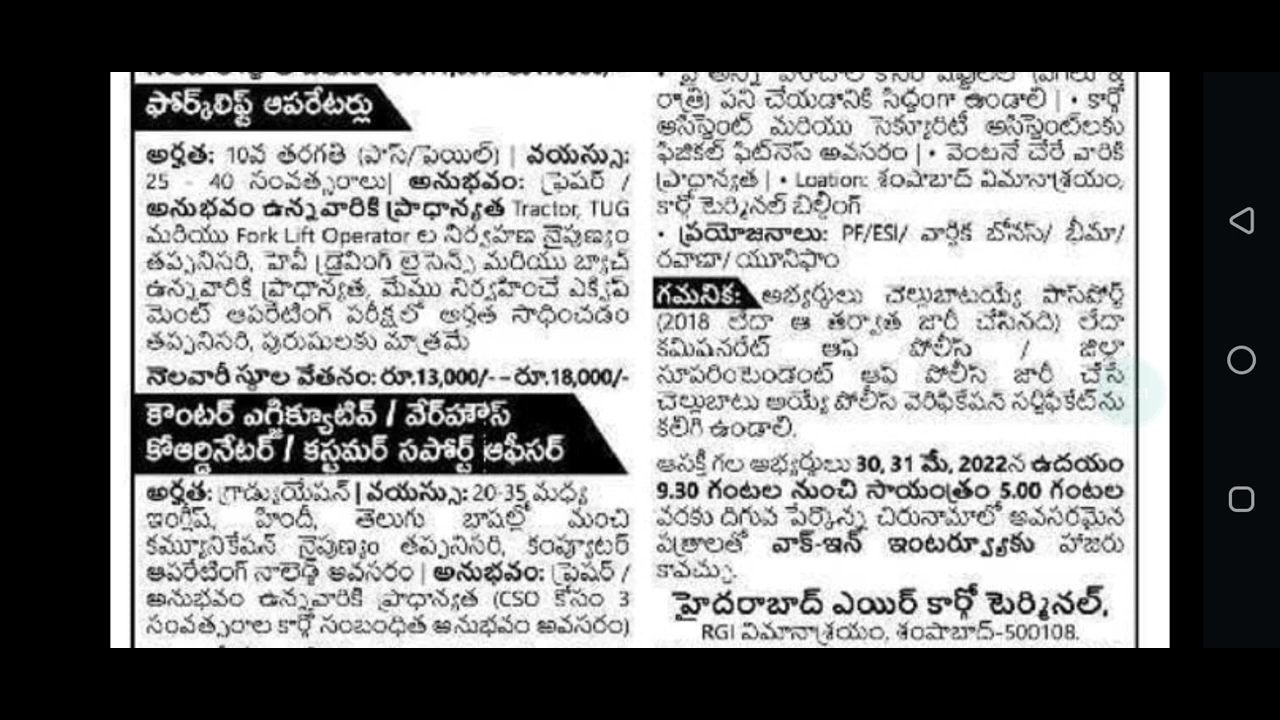 ఫోర్క్‌లిఫ్ట్ ఆపరేటర్లు
అర్హత: 10వ తరగతి (పాస్/ఫెయిల్) | వయస్సు:
25 - 40 సంవత్సరాలు| అనుభవం: ఫ్రెషర్ /
అనుభవం ఉన్నవారికి ప్రాధాన్యత Tractor, TUG
మరియు Fork Lift Operator ల నిర్వహణ నైపుణ్యం
తప్పనిసరి, హెవీ డ్రైవింగ్ లైసెన్స్ మరియు బ్యాచ్
ఉన్నవారికి ప్రాధాన్యత, మేము నిర్వహించే ఎక్విప్
మెంట్ ఆపరేటింగ్ పరీక్షలో అర్హత సాధించడం
తప్పనిసరి, పురుషులకు మాత్రమే
నెలవారీ స్థూల వేతనం: రూ.13,000/- – రూ.18,000/-
కౌంటర్ ఎగ్జిక్యూటివ్ / వేర్‌హౌస్
కోఆర్డినేటర్ / కస్టమర్ సపోర్ట్ ఆఫీసర్
అర్హత: గ్రాడ్యుయేషన్ | వయస్సు: 20-35 మధ్య
ఇంగ్లీష్, హిందీ, తెలుగు బాషల్లో మంచి
కమ్యూనికేషన్ నైపుణ్యం తప్పనిసరి, కంప్యూటర్
ఆపరేటింగ్ నాలెడ్జ్ అవసరం | అనుభవం: ఫ్రెషర్ /
అనుభవం ఉన్నవారికి ప్రాధాన్యత (CSO కోసం 3
సంవత్సరాల కార్గో సంబంధిత అనుభవం అవసరం)
రాత్రి) పని చేయడానికి సిద్ధంగా ఉండాలి | • కార్గో
అసిస్టెంట్ మరియు సెక్యూరిటీ అసిస్టెంట్‌లకు
ఫిజికల్ ఫిట్‌నెస్ అవసరం | • వెంటనే చేరే వారికి
ప్రాధాన్యత | • Loation: శంషాబాద్ విమానాశ్రయం,
కార్గో టెర్మినల్ బిల్డింగ్
• ప్రయోజనాలు: PF/ESI/ వార్షిక బోనస్/ భీమా/
రవాణా/ యూనిఫాం
గమనిక: అభ్యర్థులు చెల్లుబాటయ్యే పాస్‌పోర్ట్
(2018 లేదా ఆ తర్వాత జారీ చేసినది) లేదా
కమిషనరేట్ ఆఫ్ పోలీస్ / జిల్లా
సూపరింటెండెంట్ ఆఫ్ పోలీస్ జారీ చేసే
చెల్లుబాటు అయ్యే పోలీస్ వెరిఫికేషన్ సర్టిఫికేట్‌ను
కలిగి ఉండాలి.
ఆసక్తి గల అభ్యర్థులు 30, 31 మే, 2022న ఉదయం
9.30 గంటల నుంచి సాయంత్రం 5.00 గంటల
వరకు దిగువ పేర్కొన్న చిరునామాలో అవసరమైన
పత్రాలతో వాక్-ఇన్ ఇంటర్వ్యూకు హాజరు
కావచ్చు.
హైదరాబాద్ ఎయిర్ కార్గో టెర్మినల్,
RGI విమానాశ్రయం, శంషాబాద్-500108.